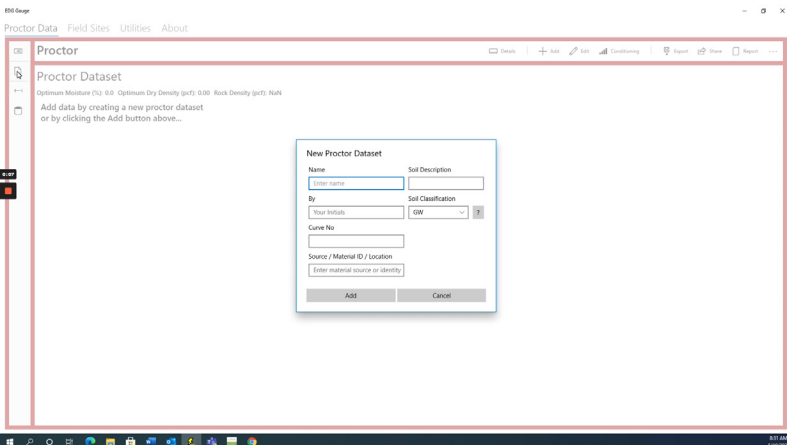 EDG Gauge
Proctor Data Field Sites Utilities About
Proctor
Details Add Edit Conditioning Export Share Report ...
Proctor Dataset
Optimum Moisture (%): 0.0 Optimum Dry Density (pcf): 0.00 Rock Density (pcf): NaN
Add data by creating a new proctor dataset
or by clicking the Add button above...
New Proctor Dataset
Name Soil Description
Enter name
By Soil Classification
Your Initials GW ?
Curve No
Source / Material ID / Location
Enter material source or identity
Add Cancel
0:07
8:51 AM